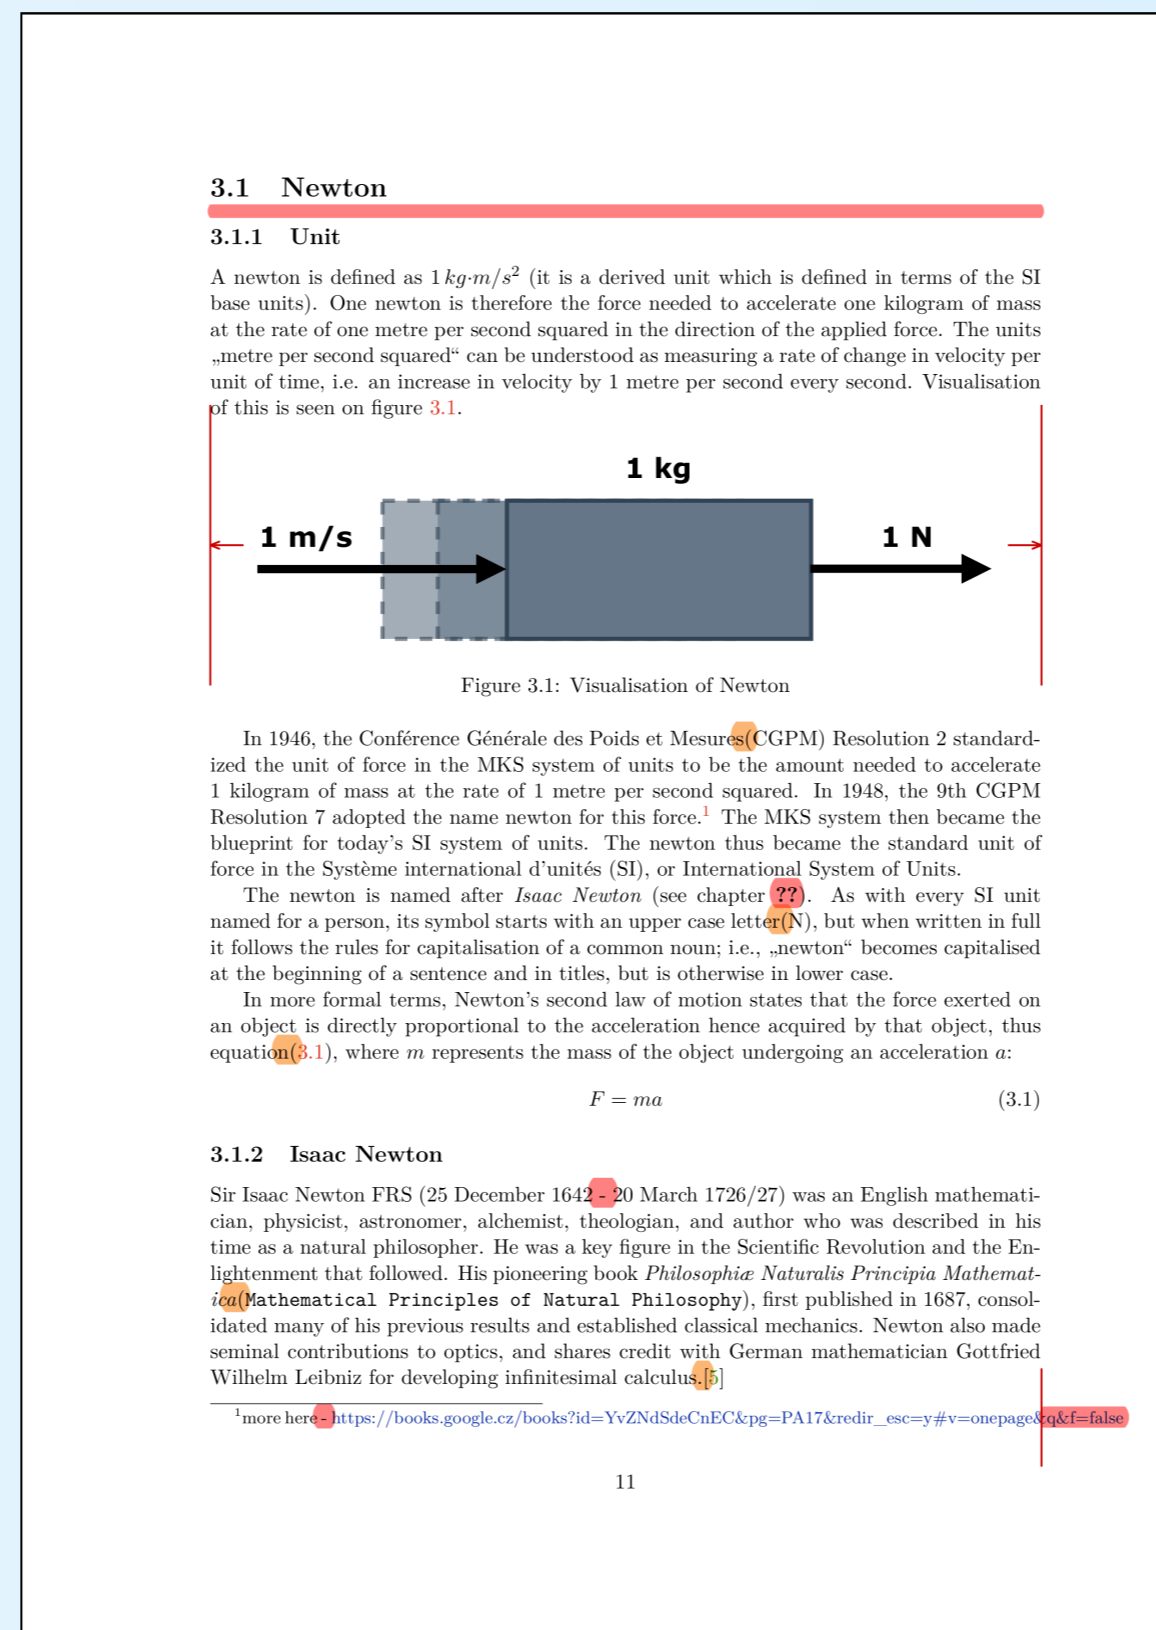 3.1 Newton
3.1.1 Unit
A newton is defined as 1 kg·m/s² (it is a derived unit which is defined in terms of the SI
base units). One newton is therefore the force needed to accelerate one kilogram of mass
at the rate of one metre per second squared in the direction of the applied force. The units
„metre per second squared“ can be understood as measuring a rate of change in velocity per
unit of time, i.e. an increase in velocity by 1 metre per second every second. Visualisation
of this is seen on figure 3.1.
1 kg
1 m/s
1 N
Figure 3.1: Visualisation of Newton
In 1946, the Conférence Générale des Poids et Mesures(CGPM) Resolution 2 standard-
ized the unit of force in the MKS system of units to be the amount needed to accelerate
1 kilogram of mass at the rate of 1 metre per second squared. In 1948, the 9th CGPM
Resolution 7 adopted the name newton for this force.¹ The MKS system then became the
blueprint for today's SI system of units. The newton thus became the standard unit of
force in the Système international d'unités (SI), or International System of Units.
The newton is named after Isaac Newton (see chapter ??). As with every SI unit
named for a person, its symbol starts with an upper case letter(N), but when written in full
it follows the rules for capitalisation of a common noun; i.e., „newton“ becomes capitalised
at the beginning of a sentence and in titles, but is otherwise in lower case.
In more formal terms, Newton's second law of motion states that the force exerted on
an object is directly proportional to the acceleration hence acquired by that object, thus
equation(3.1), where m represents the mass of the object undergoing an acceleration a:
F = ma (3.1)
3.1.2 Isaac Newton
Sir Isaac Newton FRS (25 December 1642 - 20 March 1726/27) was an English mathemati-
cian, physicist, astronomer, alchemist, theologian, and author who was described in his
time as a natural philosopher. He was a key figure in the Scientific Revolution and the En-
lightenment that followed. His pioneering book Philosophiæ Naturalis Principia Mathemat-
ica(Mathematical Principles of Natural Philosophy), first published in 1687, consol-
idated many of his previous results and established classical mechanics. Newton also made
seminal contributions to optics, and shares credit with German mathematician Gottfried
Wilhelm Leibniz for developing infinitesimal calculus.[5]
¹more here - https://books.google.cz/books?id=YvZNdSdeCnEC&pg=PA17&redir_esc=y#v=onepage&q&f=false
11